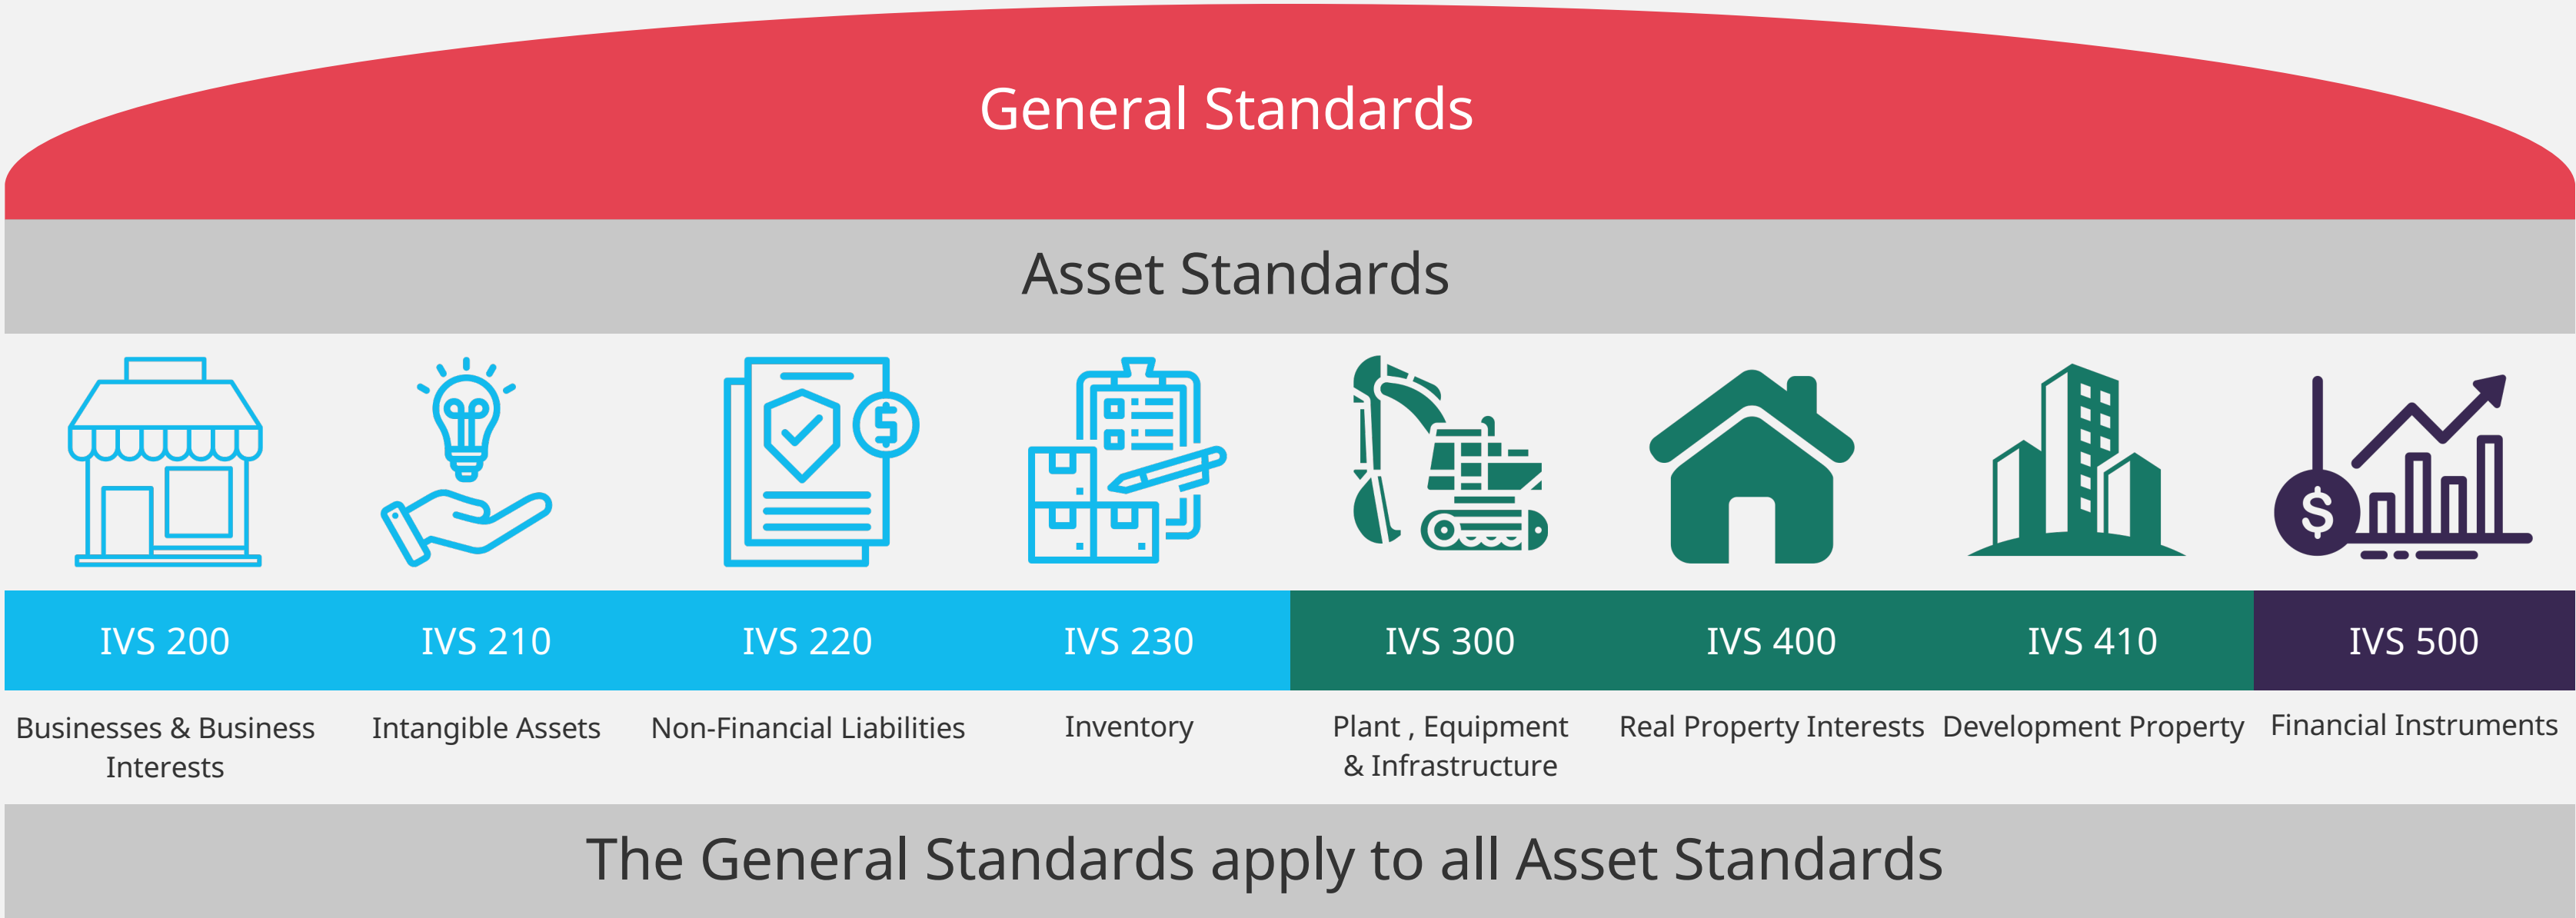 General Standards
Asset Standards
$
$
IVS 200
IVS 210
IVS 220
IVS 230
IVS 300
IVS 400
IVS 410
IVS 500
Businesses & Business
Interests
Intangible Assets
Non-Financial Liabilities
Inventory
Plant , Equipment
& Infrastructure
Real Property Interests
Development Property
Financial Instruments
The General Standards apply to all Asset Standards